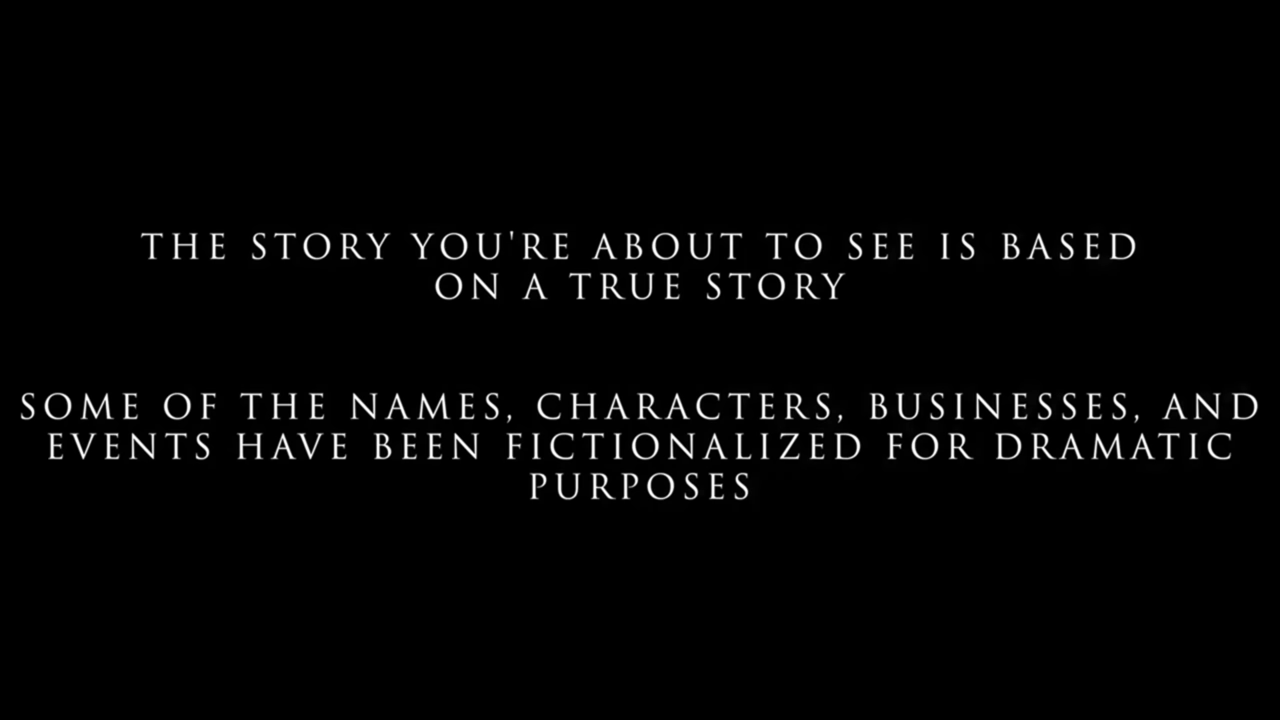 THE STORY YOU'RE ABOUT TO SEE IS BASED
ON A TRUE STORY
SOME OF THE NAMES, CHARACTERS, BUSINESSES, AND
EVENTS HAVE BEEN FICTIONALIZED FOR DRAMATIC
PURPOSES